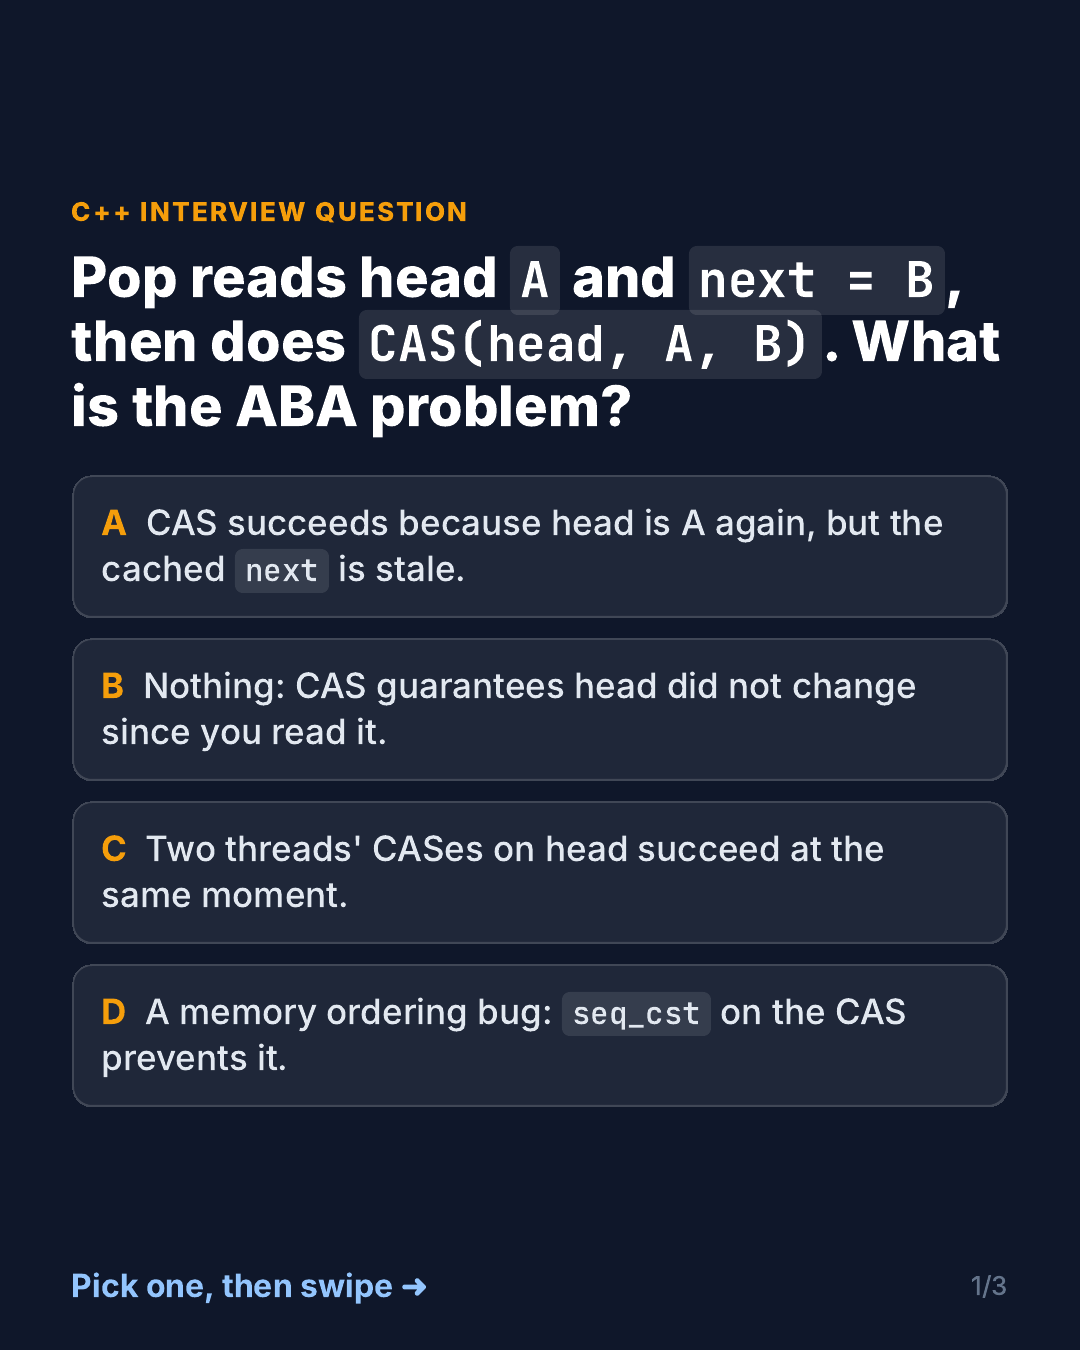 C++ INTERVIEW QUESTION
Pop reads head A and next = B,
then does CAS(head, A, B). What
is the ABA problem?
A CAS succeeds because head is A again, but the
cached next is stale.
B Nothing: CAS guarantees head did not change
since you read it.
C Two threads' CASes on head succeed at the
same moment.
D A memory ordering bug: seq_cst on the CAS
prevents it.
Pick one, then swipe ➜
1/3